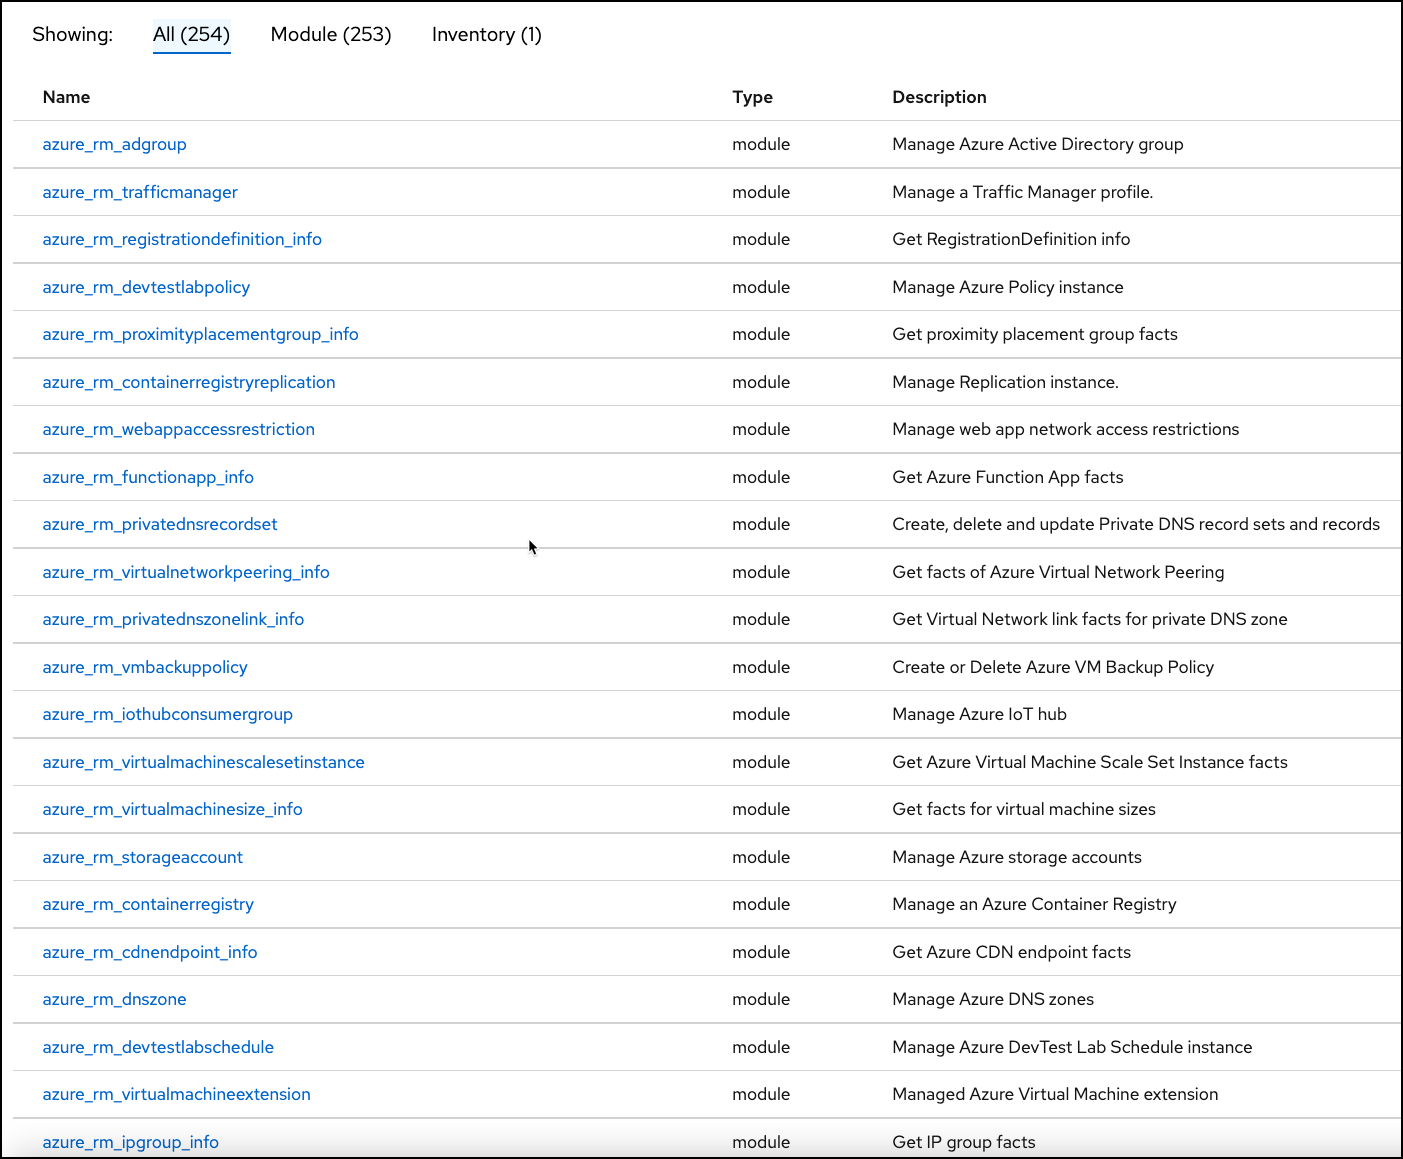 Showing: All (254) Module (253) Inventory (1)
Name Type Description
azure_rm_adgroup module Manage Azure Active Directory group
azure_rm_trafficmanager module Manage a Traffic Manager profile.
azure_rm_registrationdefinition_info module Get RegistrationDefinition info
azure_rm_devtestlabpolicy module Manage Azure Policy instance
azure_rm_proximityplacementgroup_info module Get proximity placement group facts
azure_rm_containerregistryreplication module Manage Replication instance.
azure_rm_webappaccessrestriction module Manage web app network access restrictions
azure_rm_functionapp_info module Get Azure Function App facts
azure_rm_privatednsrecordset module Create, delete and update Private DNS record sets and records
azure_rm_virtualnetworkpeering_info module Get facts of Azure Virtual Network Peering
azure_rm_privatednszonelink_info module Get Virtual Network link facts for private DNS zone
azure_rm_vmbackuppolicy module Create or Delete Azure VM Backup Policy
azure_rm_iothubconsumergroup module Manage Azure IoT hub
azure_rm_virtualmachinescalesetinstance module Get Azure Virtual Machine Scale Set Instance facts
azure_rm_virtualmachinesize_info module Get facts for virtual machine sizes
azure_rm_storageaccount module Manage Azure storage accounts
azure_rm_containerregistry module Manage an Azure Container Registry
azure_rm_cdnendpoint_info module Get Azure CDN endpoint facts
azure_rm_dnszone module Manage Azure DNS zones
azure_rm_devtestlabschedule module Manage Azure DevTest Lab Schedule instance
azure_rm_virtualmachineextension module Managed Azure Virtual Machine extension
azure_rm_ipgroup_info module Get IP group facts